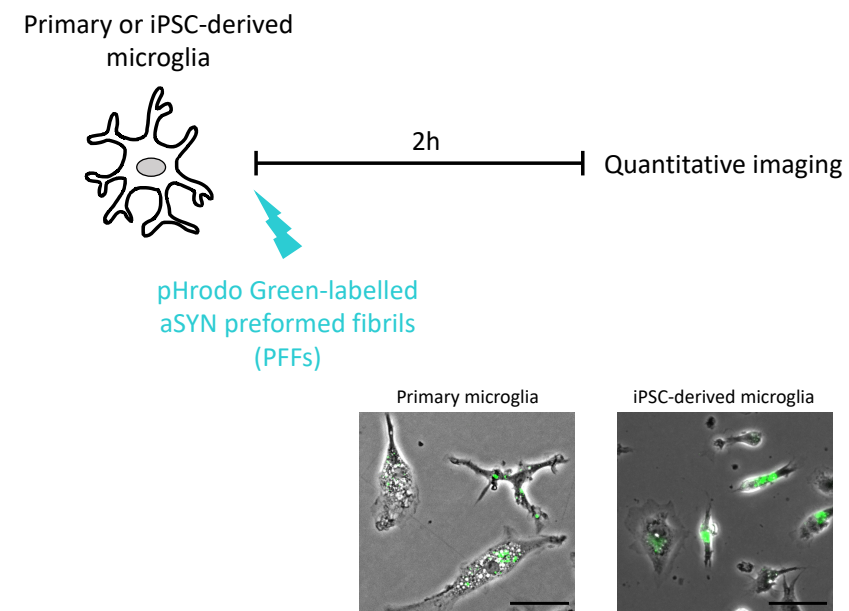 Primary or iPSC-derived
microglia
2h
Quantitative imaging
pHrodo Green-labelled
aSYN preformed fibrils
(PFFs)
Primary microglia
iPSC-derived microglia